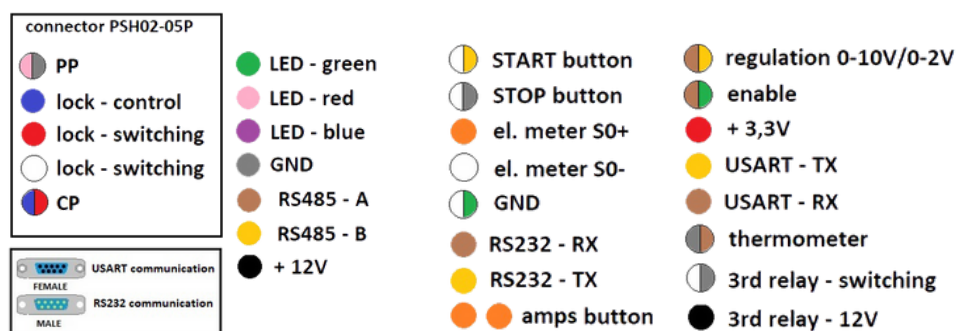 connector PSH02-05P
PP
lock - control
lock - switching
lock - switching
CP
USART communication
FEMALE
RS232 communication
MALE
LED - green
LED - red
LED - blue
GND
RS485 - A
RS485 - B
+ 12V
START button
STOP button
el. meter S0+
el. meter S0-
GND
RS232 - RX
RS232 - TX
amps button
regulation 0-10V/0-2V
enable
+ 3,3V
USART - TX
USART - RX
thermometer
3rd relay - switching
3rd relay - 12V